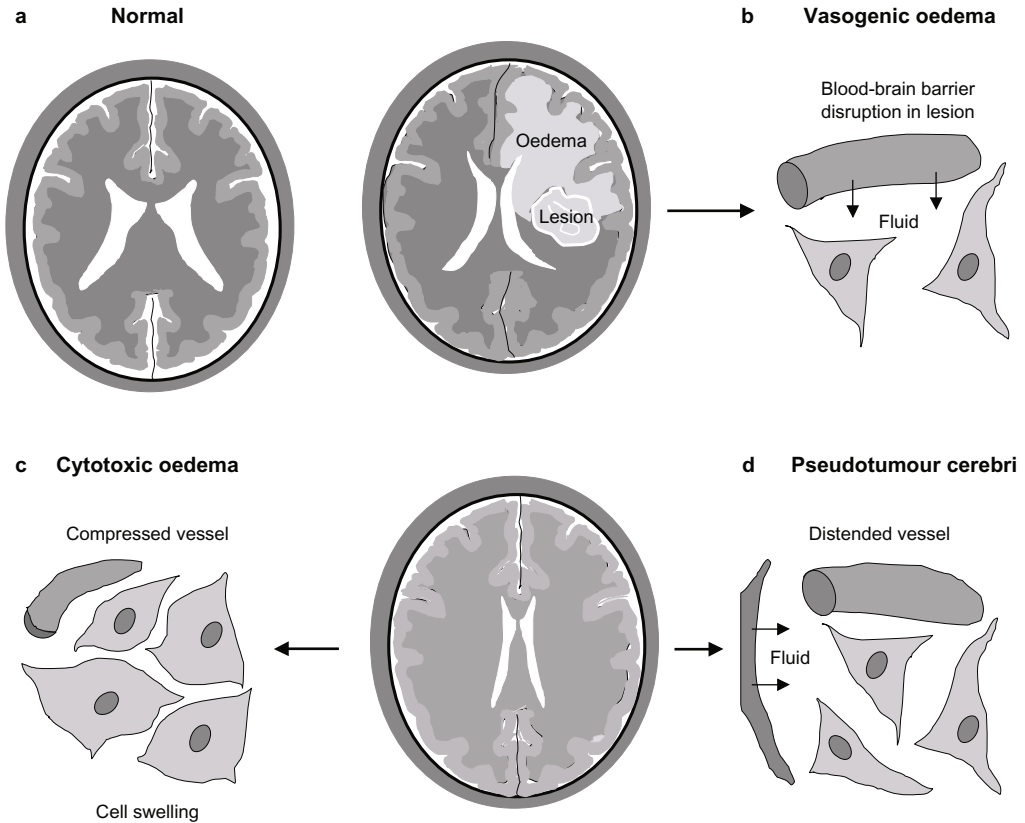 a Normal
b Vasogenic oedema
Blood-brain barrier
disruption in lesion
Oedema
Lesion
Fluid
c Cytotoxic oedema
d Pseudotumour cerebri
Compressed vessel
Distended vessel
Fluid
Cell swelling